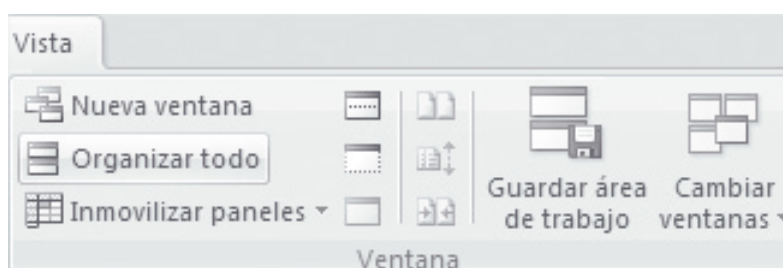 Vista
Nueva ventana
Organizar todo
Inmovilizar paneles
Guardar área
de trabajo
Cambiar
ventanas
Ventana